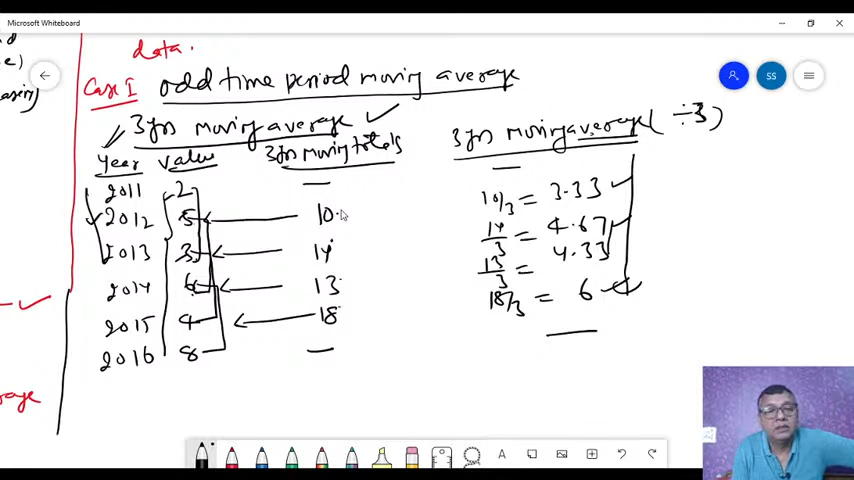 Microsoft Whiteboard
d
data.
e)
Case I odd time period moving average
SS
3 yrs moving average ✓
3 yrs moving average ( ÷3 )
Year value 3 yrs moving totals —
2011 2 — 10/3 = 3.33
2012 5 10. 14/3 = 4.67
2013 3 14 13/3 = 4.33
2014 6 13 18/3 = 6
2015 4 18 —
2016 8 —
rage
A